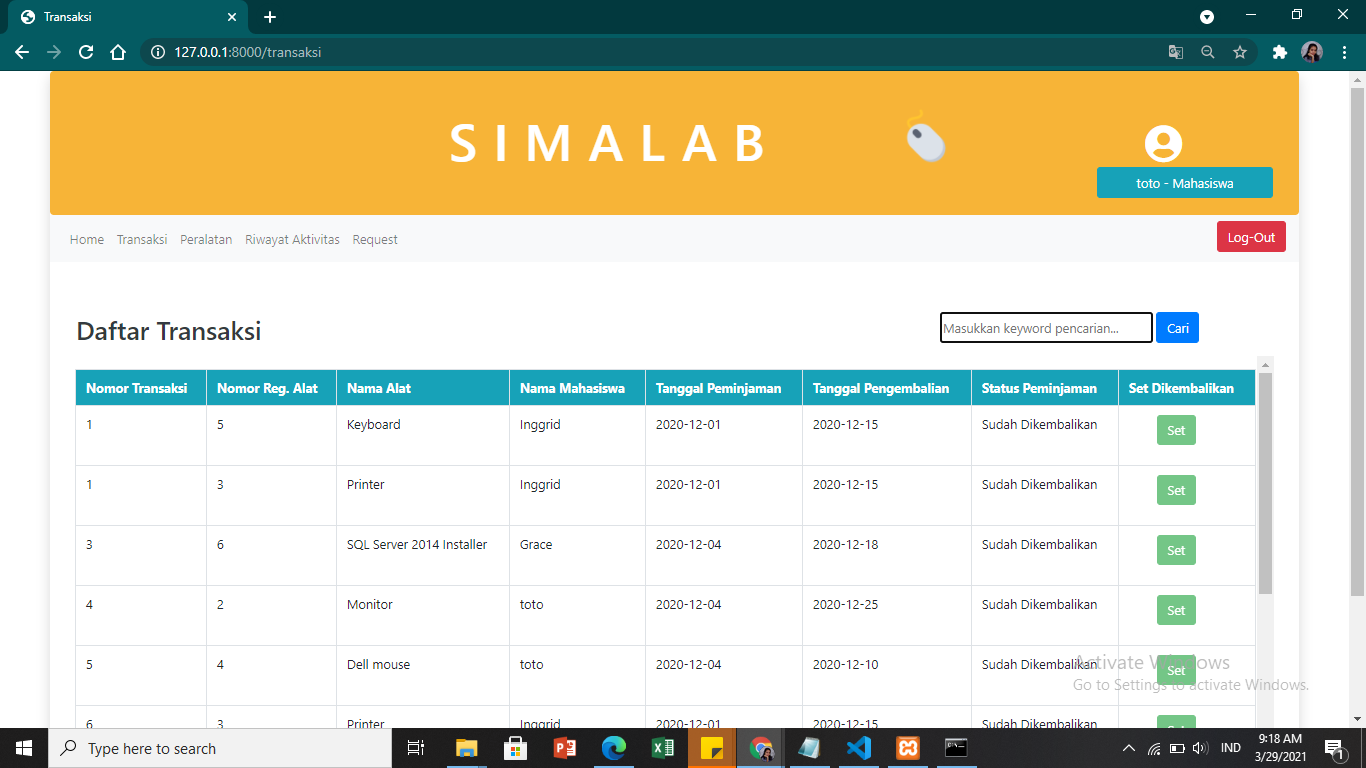 Transaksi
127.0.0.1:8000/transaksi
SIMALAB
toto - Mahasiswa
Home Transaksi Peralatan Riwayat Aktivitas Request Log-Out
Daftar Transaksi Masukkan keyword pencarian... Cari
Nomor Transaksi Nomor Reg. Alat Nama Alat Nama Mahasiswa Tanggal Peminjaman Tanggal Pengembalian Status Peminjaman Set Dikembalikan
1 5 Keyboard Inggrid 2020-12-01 2020-12-15 Sudah Dikembalikan Set
1 3 Printer Inggrid 2020-12-01 2020-12-15 Sudah Dikembalikan Set
3 6 SQL Server 2014 Installer Grace 2020-12-04 2020-12-18 Sudah Dikembalikan Set
4 2 Monitor toto 2020-12-04 2020-12-25 Sudah Dikembalikan Set
5 4 Dell mouse toto 2020-12-04 2020-12-10 Sudah Dikembalikan Set
Activate Windows
Go to Settings to activate Windows.
6 3 Printer Inggrid 2020-12-01 2020-12-15 Sudah Dikembalikan Set
Type here to search IND 9:18 AM
3/29/2021 1